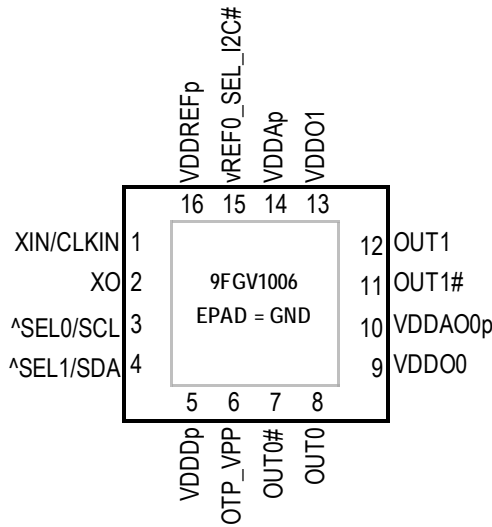 VDDREFp
vREF0_SEL_I2C#
VDDAp
VDDO1
16 15 14 13
XIN/CLKIN 1
XO 2
^SEL0/SCL 3
^SEL1/SDA 4
9FGV1006
EPAD = GND
12 OUT1
11 OUT1#
10 VDDAO0p
9 VDDO0
5 6 7 8
VDDDp
OTP_VPP
OUT0#
OUT0